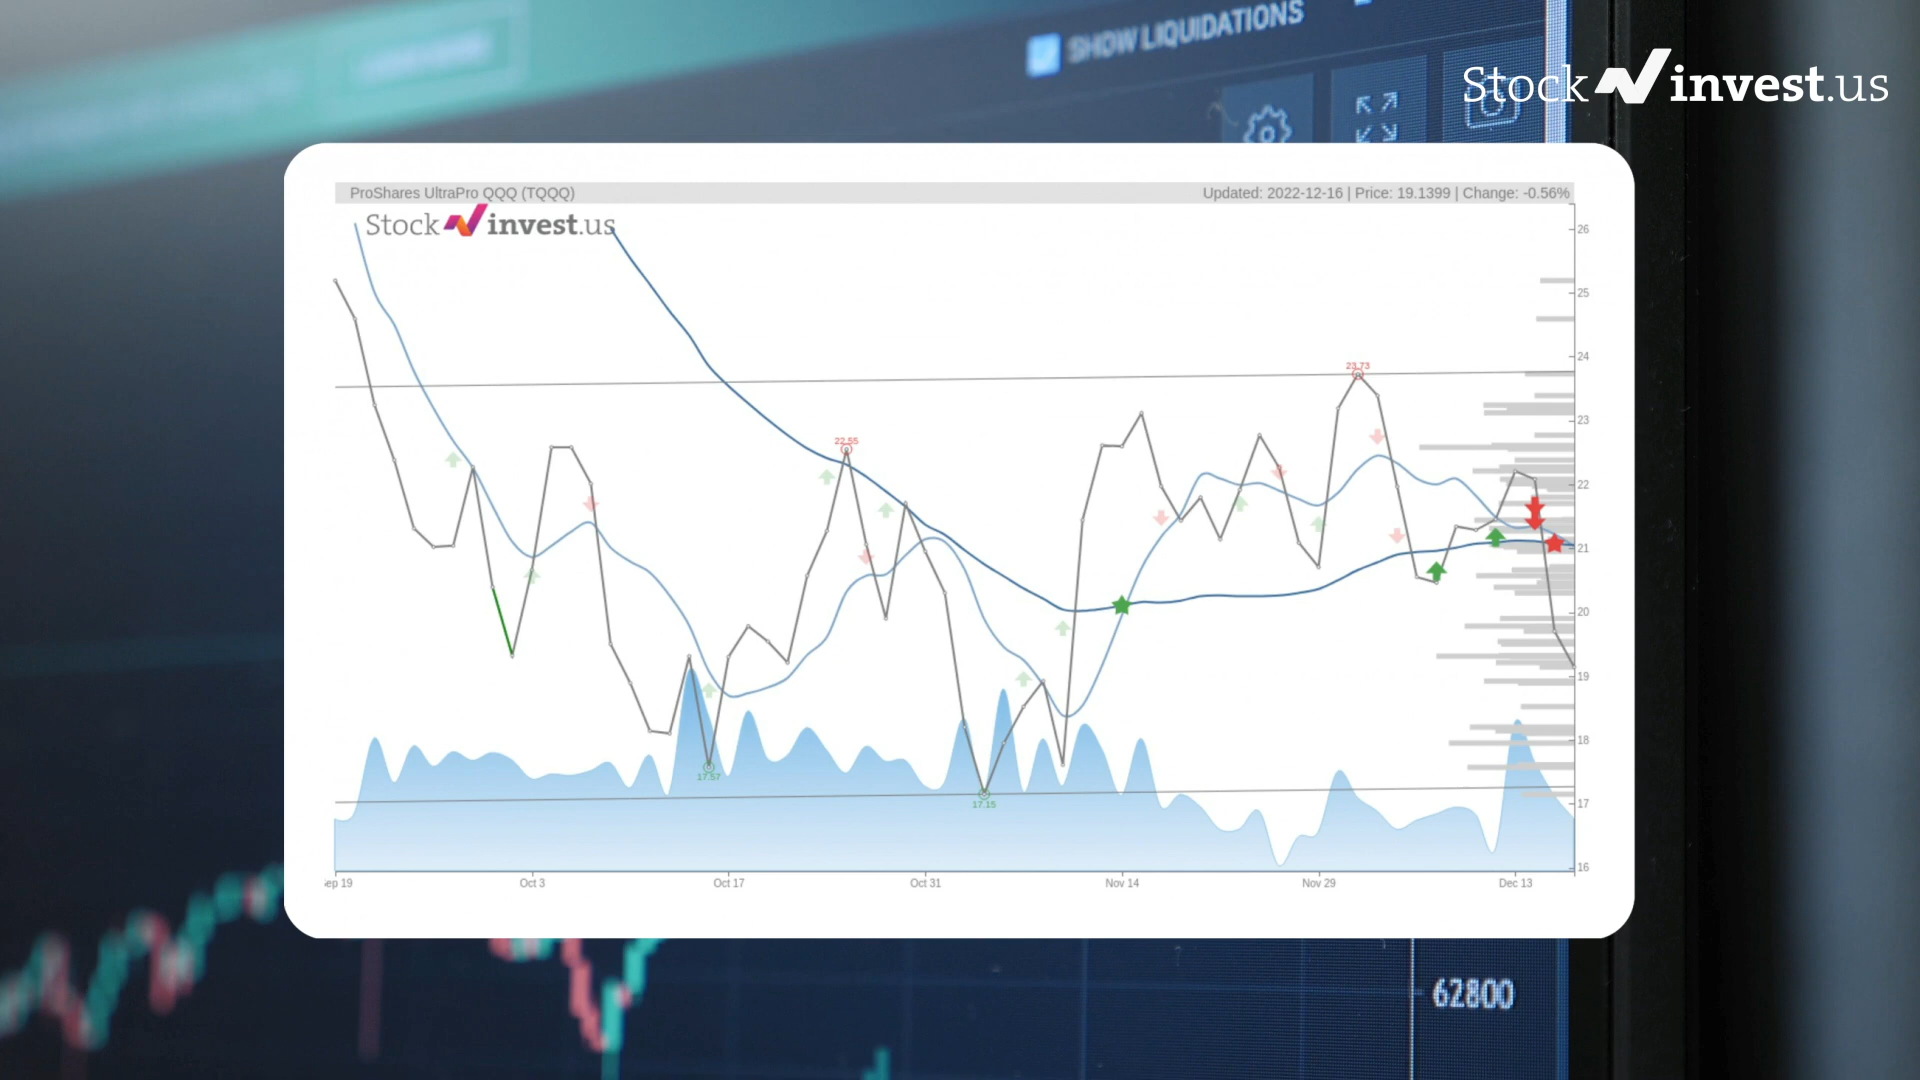 SHOW LIQUIDATIONS
Stock invest.us
ProShares UltraPro QQQ (TQQQ)
Updated: 2022-12-16 | Price: 19.1399 | Change: -0.56%
Stock invest.us
26
25
24
23.73
23
22.55
22
21
20
19
18
17.57
17.15
17
16
ep 19
Oct 3
Oct 17
Oct 31
Nov 14
Nov 29
Dec 13
62800